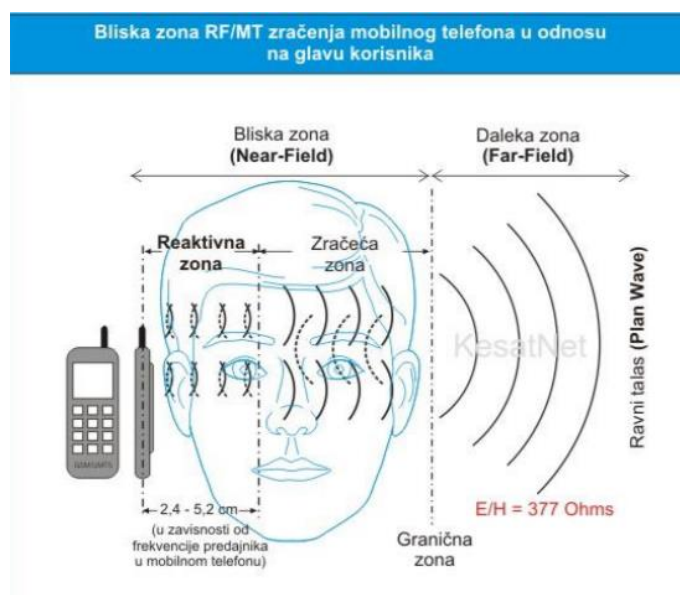 Bliska zona RF/MT zračenja mobilnog telefona u odnosu
na glavu korisnika
Bliska zona
(Near-Field)
Daleka zona
(Far-Field)
Reaktivna
zona
Zračeća
zona
KesatNet
Ravni talas (Plan Wave)
GSM/UMTS
2,4 - 5,2 cm
(u zavisnosti od
frekvencije predajnika
u mobilnom telefonu)
E/H = 377 Ohms
Granična
zona